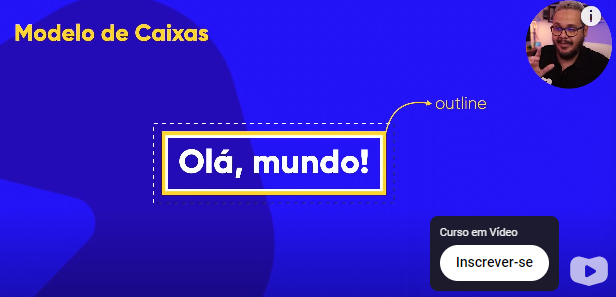 Modelo de Caixas
i
outline
Olá, mundo!
Curso em Vídeo
Inscrever-se